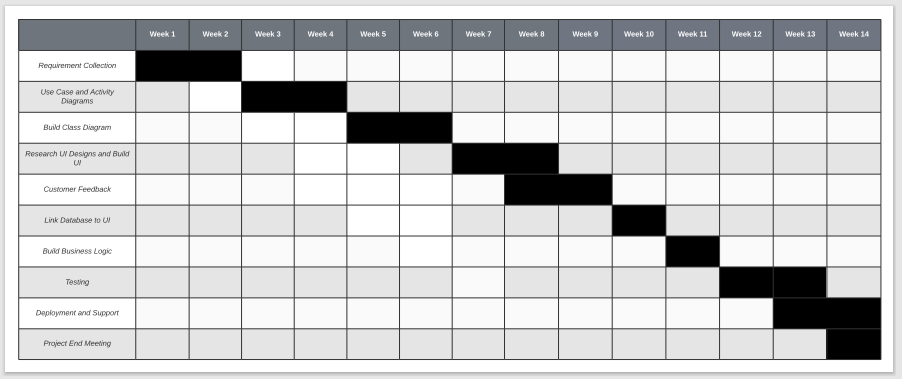 Week 1 Week 2 Week 3 Week 4 Week 5 Week 6 Week 7 Week 8 Week 9 Week 10 Week 11 Week 12 Week 13 Week 14
Requirement Collection
Use Case and Activity
Diagrams
Build Class Diagram
Research UI Designs and Build
UI
Customer Feedback
Link Database to UI
Build Business Logic
Testing
Deployment and Support
Project End Meeting